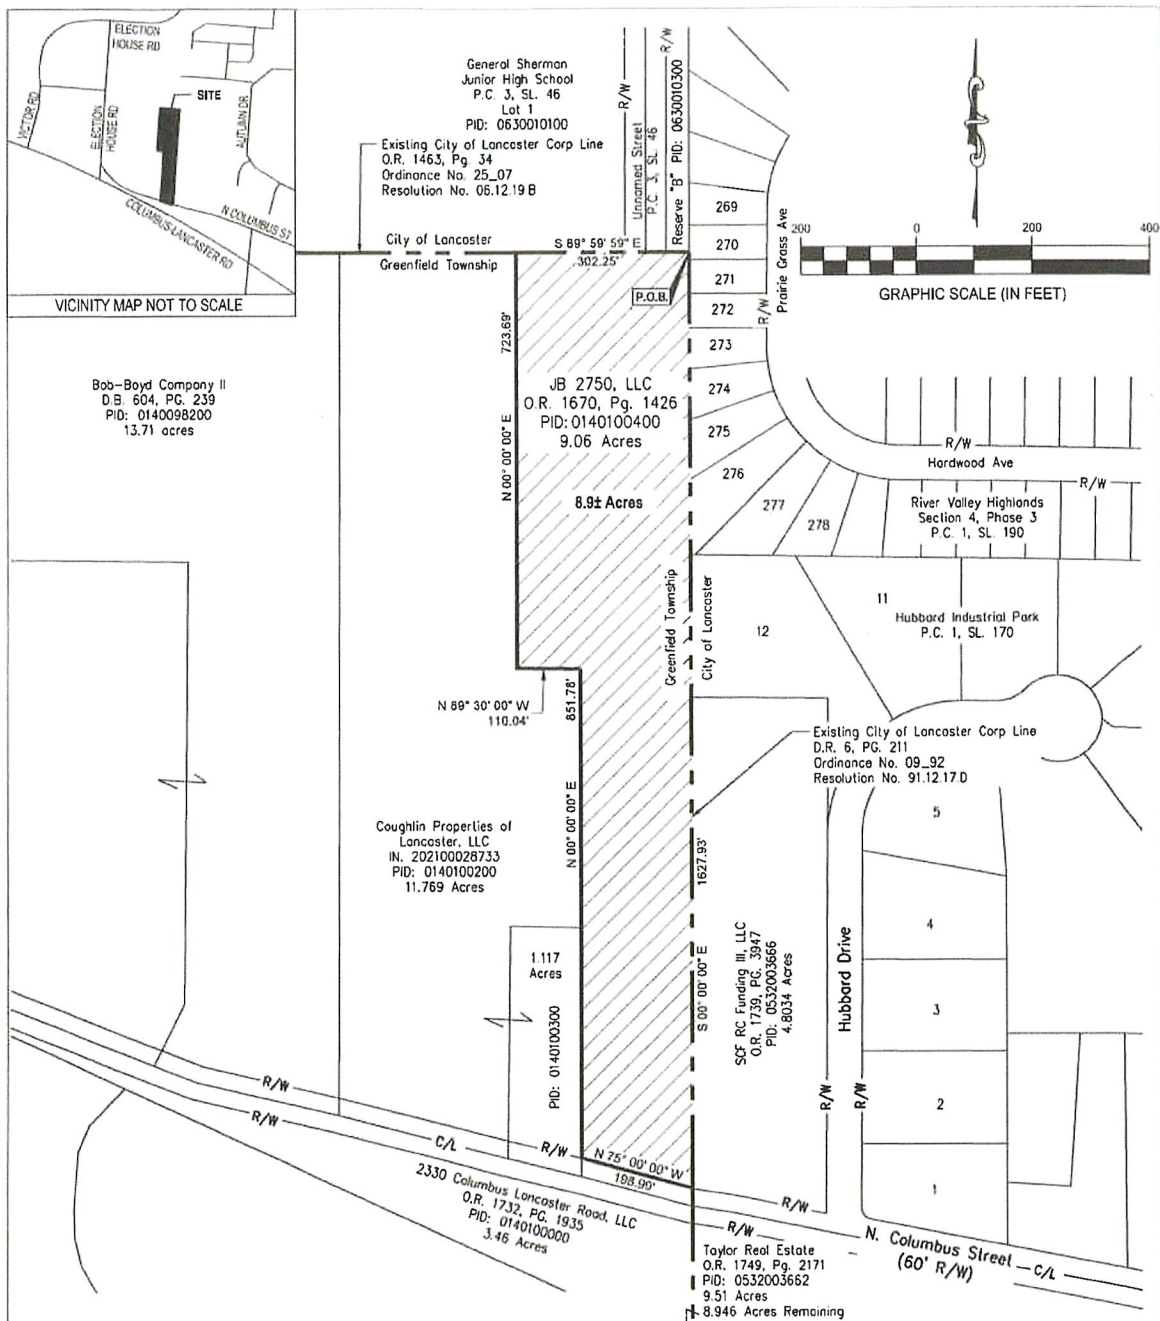 ELECTION
HOUSE RD
SITE
VICTOR RD
ELECTION
HOUSE RD
AUTUMN DR
N COLUMBUS ST
COLUMBUS-LANCASTER RD
VICINITY MAP NOT TO SCALE
General Sherman
Junior High School
P.C. 3, SL. 46
Lot 1
PID: 0630010100
Existing City of Lancaster Corp Line
O.R. 1463, Pg. 34
Ordinance No. 25_07
Resolution No. 06.12.19 B
R/W
Unnamed Street
P.C. 3, SL. 46
R/W
Reserve "B" PID: 0630010300
City of Lancaster
Greenfield Township
S 89° 59' 59" E
302.25'
P.O.B.
269
270
271
272
273
274
275
276
277
278
R/W
Prairie Grass Ave
200
0
200
400
GRAPHIC SCALE (IN FEET)
Bob-Boyd Company II
D.B. 604, PG. 239
PID: 0140098200
13.71 acres
723.69'
N 00° 00' 00" E
JB 2750, LLC
O.R. 1670, Pg. 1426
PID: 0140100400
9.06 Acres
8.9± Acres
R/W
Hardwood Ave
R/W
River Valley Highlands
Section 4, Phase 3
P.C. 1, SL. 190
Greenfield Township
City of Lancaster
12
11
Hubbard Industrial Park
P.C. 1, SL. 170
N 89° 30' 00" W
110.04'
851.78'
N 00° 00' 00" E
Existing City of Lancaster Corp Line
D.R. 6, PG. 211
Ordinance No. 09_92
Resolution No. 91.12.17.D
Coughlin Properties of
Lancaster, LLC
IN. 202100028733
PID: 0140100200
11.769 Acres
1627.93'
S 00° 00' 00" E
1.117
Acres
PID: 0140100300
SCF RC Funding III, LLC
O.R. 1739, PG. 3947
PID: 0532003666
4.8034 Acres
Hubbard Drive
R/W
R/W
5
4
3
2
1
R/W
R/W
C/L
R/W
N 75° 00' 00" W
198.99'
2330 Columbus Lancaster Road, LLC
O.R. 1732, PG. 1935
PID: 0140100000
3.46 Acres
R/W
R/W
N. Columbus Street
(60' R/W)
C/L
Taylor Real Estate
O.R. 1749, Pg. 2171
PID: 0532003662
9.51 Acres
8.946 Acres Remaining